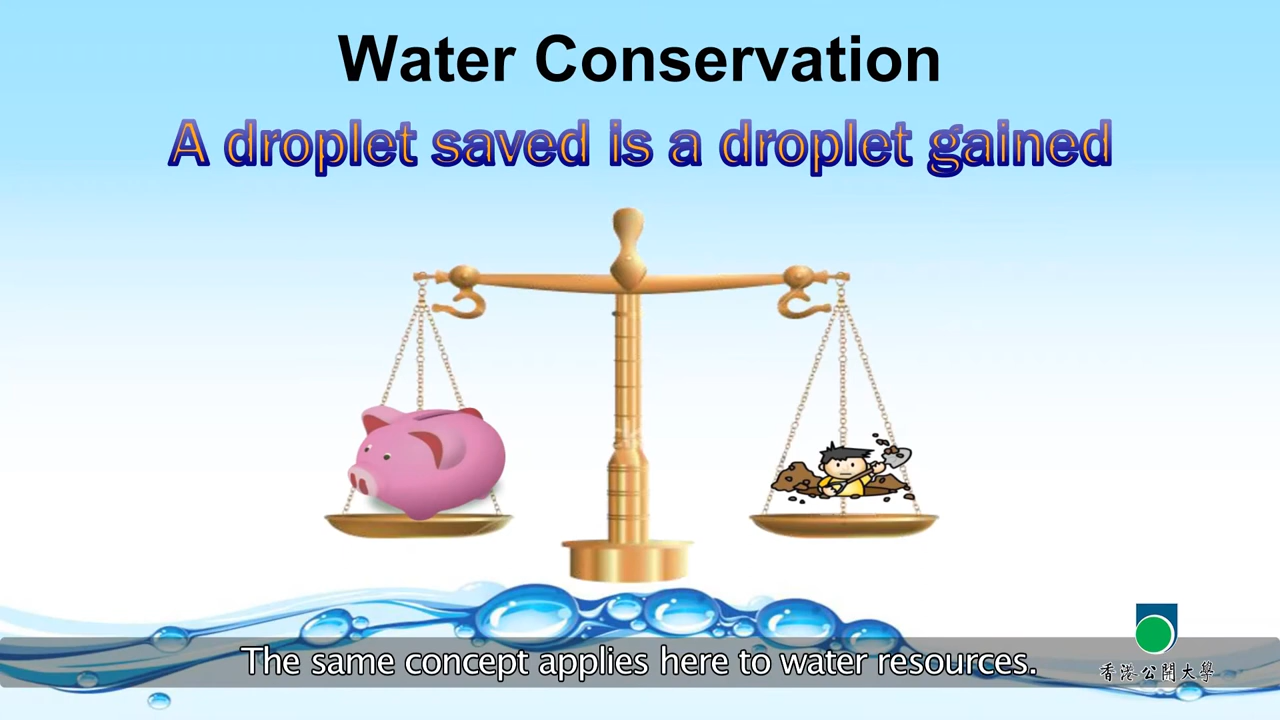 Water Conservation
A droplet saved is a droplet gained
The same concept applies here to water resources.
香港公開大學